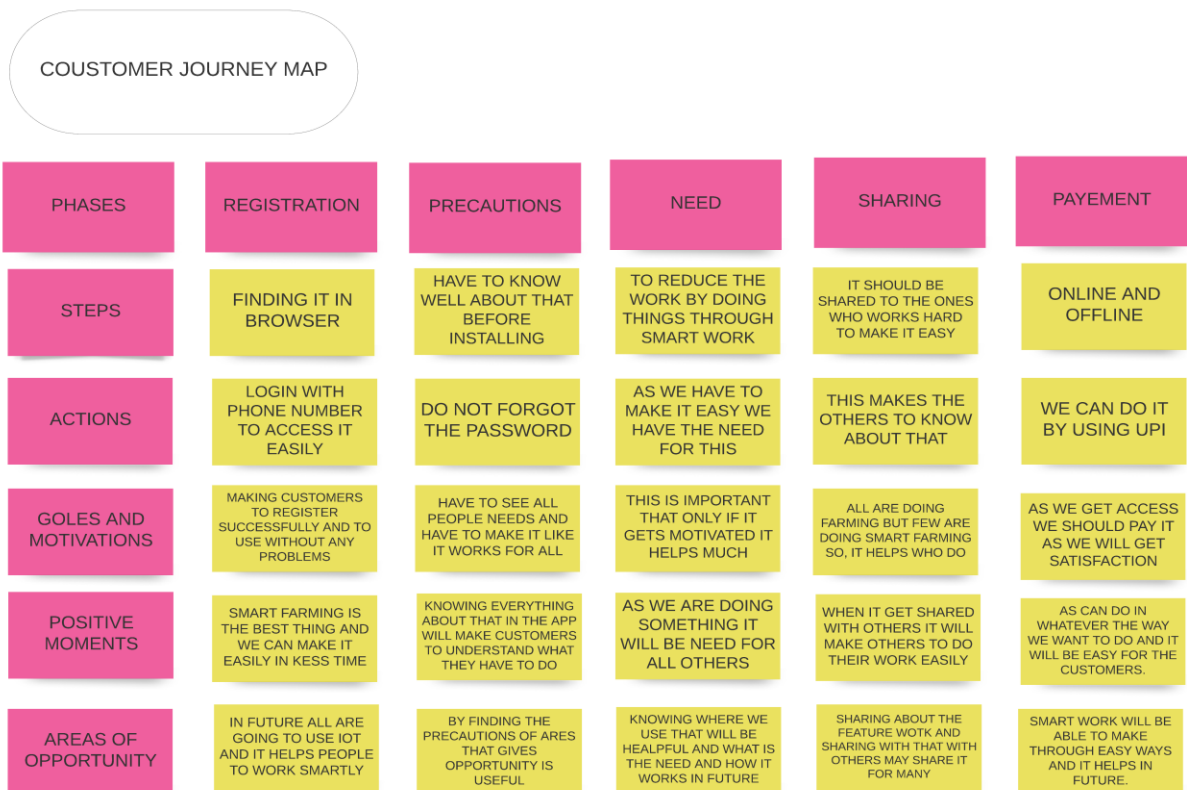 COUSTOMER JOURNEY MAP
PHASES
REGISTRATION
PRECAUTIONS
NEED
SHARING
PAYEMENT
STEPS
FINDING IT IN
BROWSER
HAVE TO KNOW
WELL ABOUT THAT
BEFORE
INSTALLING
TO REDUCE THE
WORK BY DOING
THINGS THROUGH
SMART WORK
IT SHOULD BE
SHARED TO THE ONES
WHO WORKS HARD
TO MAKE IT EASY
ONLINE AND
OFFLINE
ACTIONS
LOGIN WITH
PHONE NUMBER
TO ACCESS IT
EASILY
DO NOT FORGOT
THE PASSWORD
AS WE HAVE TO
MAKE IT EASY WE
HAVE THE NEED
FOR THIS
THIS MAKES THE
OTHERS TO KNOW
ABOUT THAT
WE CAN DO IT
BY USING UPI
GOLES AND
MOTIVATIONS
MAKING CUSTOMERS
TO REGISTER
SUCCESSFULLY AND TO
USE WITHOUT ANY
PROBLEMS
HAVE TO SEE ALL
PEOPLE NEEDS AND
HAVE TO MAKE IT LIKE
IT WORKS FOR ALL
THIS IS IMPORTANT
THAT ONLY IF IT
GETS MOTIVATED IT
HELPS MUCH
ALL ARE DOING
FARMING BUT FEW ARE
DOING SMART FARMING
SO, IT HELPS WHO DO
AS WE GET ACCESS
WE SHOULD PAY IT
AS WE WILL GET
SATISFACTION
POSITIVE
MOMENTS
SMART FARMING IS
THE BEST THING AND
WE CAN MAKE IT
EASILY IN KESS TIME
KNOWING EVERYTHING
ABOUT THAT IN THE APP
WILL MAKE CUSTOMERS
TO UNDERSTAND WHAT
THEY HAVE TO DO
AS WE ARE DOING
SOMETHING IT
WILL BE NEED FOR
ALL OTHERS
WHEN IT GET SHARED
WITH OTHERS IT WILL
MAKE OTHERS TO DO
THEIR WORK EASILY
AS CAN DO IN
WHATEVER THE WAY
WE WANT TO DO AND IT
WILL BE EASY FOR THE
CUSTOMERS.
AREAS OF
OPPORTUNITY
IN FUTURE ALL ARE
GOING TO USE IOT
AND IT HELPS PEOPLE
TO WORK SMARTLY
BY FINDING THE
PRECAUTIONS OF ARES
THAT GIVES
OPPORTUNITY IS
USEFUL
KNOWING WHERE WE
USE THAT WILL BE
HEALPFUL AND WHAT IS
THE NEED AND HOW IT
WORKS IN FUTURE
SHARING ABOUT THE
FEATURE WOTK AND
SHARING WITH THAT WITH
OTHERS MAY SHARE IT
FOR MANY
SMART WORK WILL BE
ABLE TO MAKE
THROUGH EASY WAYS
AND IT HELPS IN
FUTURE.